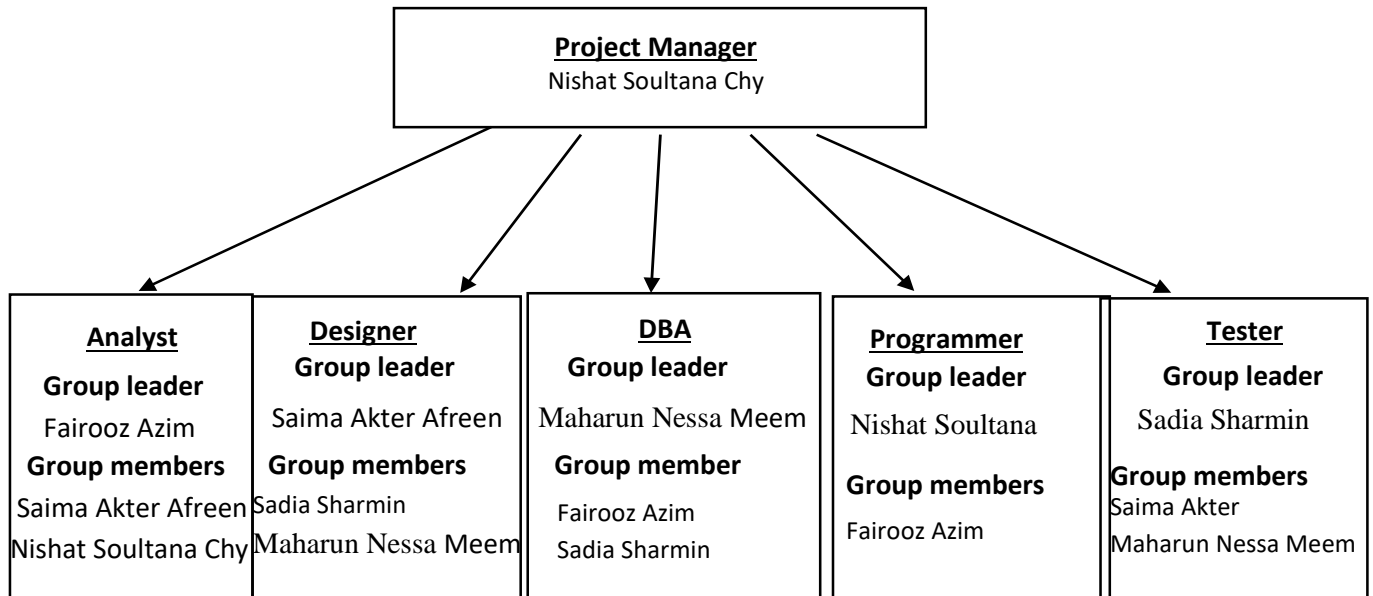 Project Manager
Nishat Soultana Chy
Analyst
Group leader
Fairooz Azim
Group members
Saima Akter Afreen
Nishat Soultana Chy
Designer
Group leader
Saima Akter Afreen
Group members
Sadia Sharmin
Maharun Nessa Meem
DBA
Group leader
Maharun Nessa Meem
Group member
Fairooz Azim
Sadia Sharmin
Programmer
Group leader
Nishat Soultana
Group members
Fairooz Azim
Tester
Group leader
Sadia Sharmin
Group members
Saima Akter
Maharun Nessa Meem